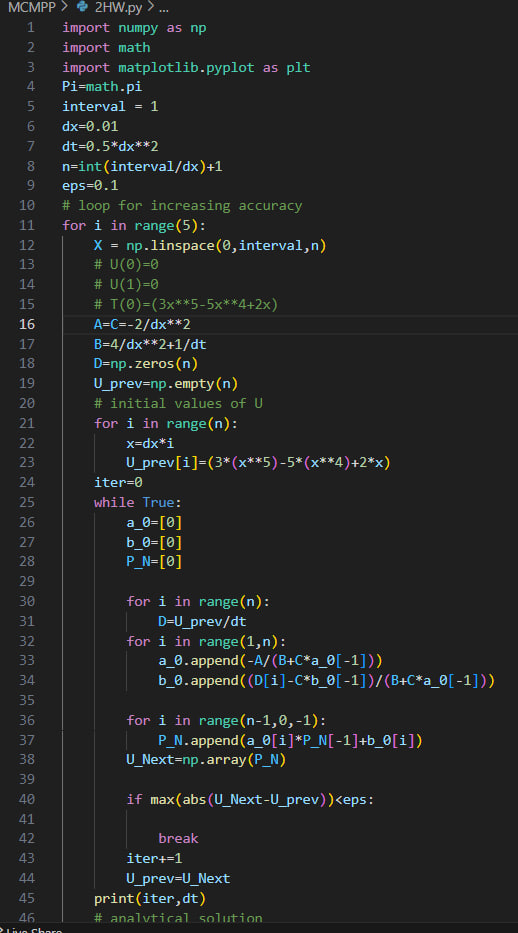 MCMPP > 2HW.py > ...
1 import numpy as np
2 import math
3 import matplotlib.pyplot as plt
4 Pi=math.pi
5 interval = 1
6 dx=0.01
7 dt=0.5*dx**2
8 n=int(interval/dx)+1
9 eps=0.1
10 # loop for increasing accuracy
11 for i in range(5):
12     X = np.linspace(0,interval,n)
13     # U(0)=0
14     # U(1)=0
15     # T(0)=(3x**5-5x**4+2x)
16     A=C=-2/dx**2
17     B=4/dx**2+1/dt
18     D=np.zeros(n)
19     U_prev=np.empty(n)
20     # initial values of U
21     for i in range(n):
22         x=dx*i
23         U_prev[i]=(3*(x**5)-5*(x**4)+2*x)
24     iter=0
25     while True:
26         a_0=[0]
27         b_0=[0]
28         P_N=[0]
29
30         for i in range(n):
31             D=U_prev/dt
32         for i in range(1,n):
33             a_0.append(-A/(B+C*a_0[-1]))
34             b_0.append((D[i]-C*b_0[-1])/(B+C*a_0[-1]))
35
36         for i in range(n-1,0,-1):
37             P_N.append(a_0[i]*P_N[-1]+b_0[i])
38         U_Next=np.array(P_N)
39
40         if max(abs(U_Next-U_prev))<eps:
41
42             break
43         iter+=1
44         U_prev=U_Next
45     print(iter,dt)
46     # analytical solution
Live Share